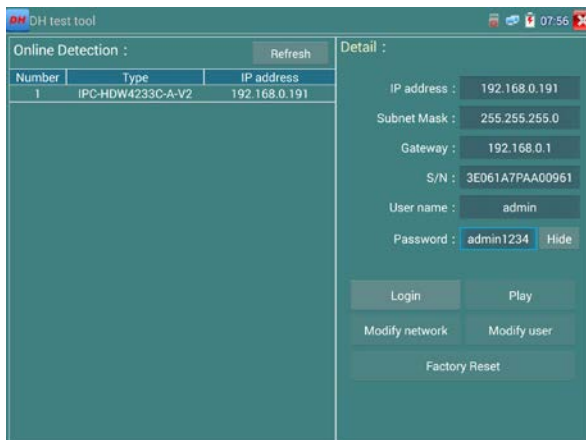 DH DH test tool 07:56
Online Detection :
Refresh
Number Type IP address
1 IPC-HDW4233C-A-V2 192.168.0.191
Detail :
IP address : 192.168.0.191
Subnet Mask : 255.255.255.0
Gateway : 192.168.0.1
S/N : 3E061A7PAA00961
User name : admin
Password : admin1234 Hide
Login Play
Modify network Modify user
Factory Reset